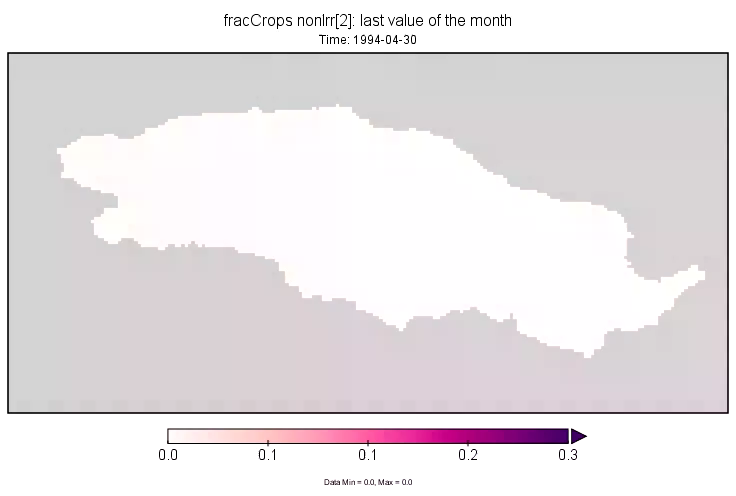 fracCrops nonIrr[2]: last value of the month
Time: 1994-04-30
0.0 0.1 0.1 0.2 0.3
Data Min = 0.0, Max = 0.0